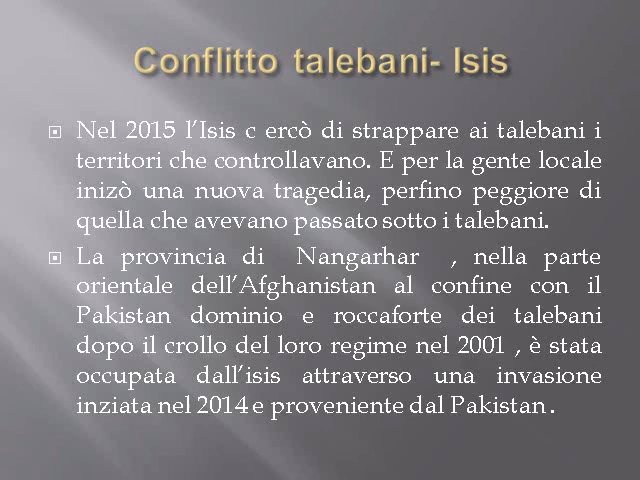 Conflitto talebani- Isis
Nel 2015 l'Isis c ercò di strappare ai talebani i
territori che controllavano. E per la gente locale
inizò una nuova tragedia, perfino peggiore di
quella che avevano passato sotto i talebani.
La provincia di Nangarhar , nella parte
orientale dell'Afghanistan al confine con il
Pakistan dominio e roccaforte dei talebani
dopo il crollo del loro regime nel 2001 , è stata
occupata dall'isis attraverso una invasione
inziata nel 2014 e proveniente dal Pakistan .